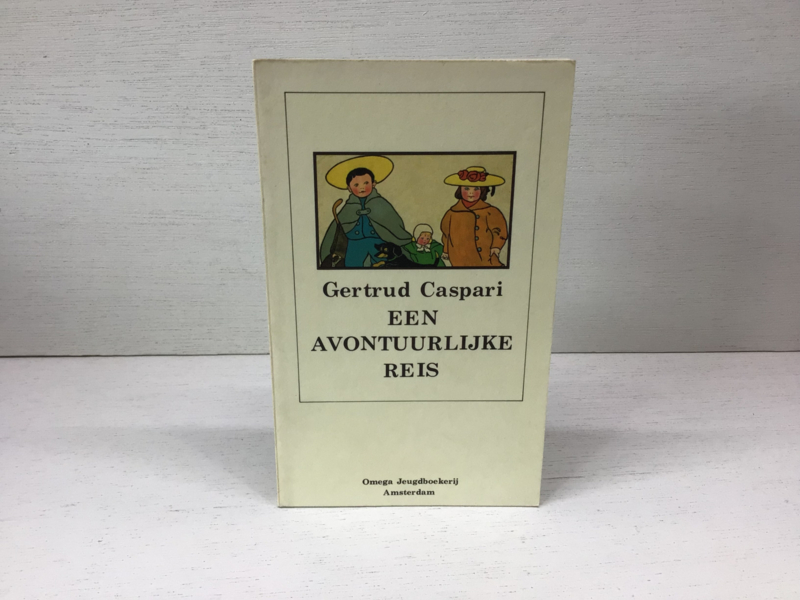 Gertrud Caspari
EEN
AVONTUURLIJKE
REIS
Omega Jeugdboekerij
Amsterdam